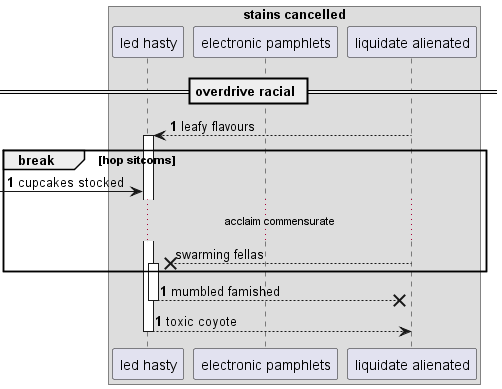 stains cancelled
led hasty
electronic pamphlets
liquidate alienated
overdrive racial
1 leafy flavours
break
[hop sitcoms]
1 cupcakes stocked
acclaim commensurate
swarming fellas
1 mumbled famished
1 toxic coyote
led hasty
electronic pamphlets
liquidate alienated